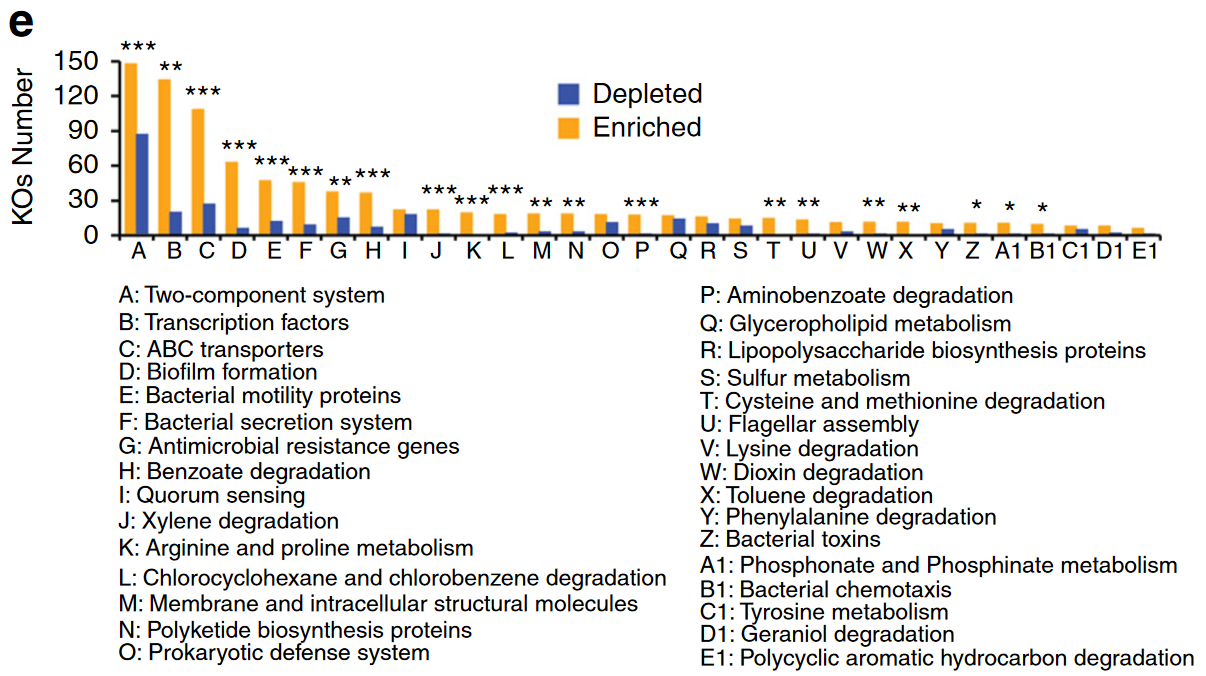 e
*** ** *** *** *** *** ** *** *** *** *** ** ** *** ** ** ** ** * * *
KOs Number
150
120
90
60
30
0
Depleted
Enriched
A B C D E F G H I J K L M N O P Q R S T U V W X Y Z A1 B1 C1 D1 E1
A: Two-component system
B: Transcription factors
C: ABC transporters
D: Biofilm formation
E: Bacterial motility proteins
F: Bacterial secretion system
G: Antimicrobial resistance genes
H: Benzoate degradation
I: Quorum sensing
J: Xylene degradation
K: Arginine and proline metabolism
L: Chlorocyclohexane and chlorobenzene degradation
M: Membrane and intracellular structural molecules
N: Polyketide biosynthesis proteins
O: Prokaryotic defense system
P: Aminobenzoate degradation
Q: Glyceropholipid metabolism
R: Lipopolysaccharide biosynthesis proteins
S: Sulfur metabolism
T: Cysteine and methionine degradation
U: Flagellar assembly
V: Lysine degradation
W: Dioxin degradation
X: Toluene degradation
Y: Phenylalanine degradation
Z: Bacterial toxins
A1: Phosphonate and Phosphinate metabolism
B1: Bacterial chemotaxis
C1: Tyrosine metabolism
D1: Geraniol degradation
E1: Polycyclic aromatic hydrocarbon degradation